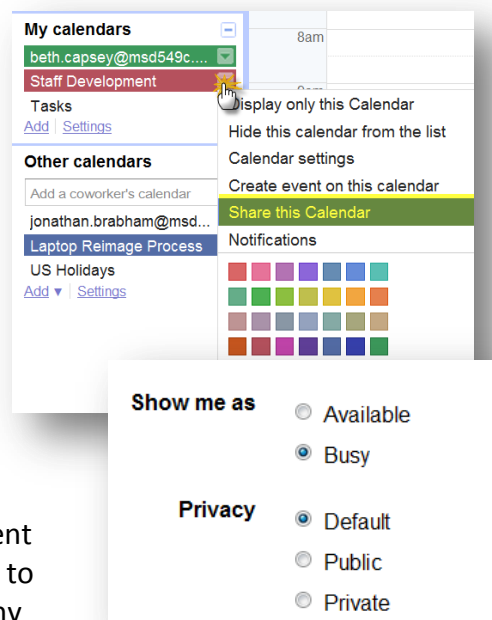 My calendars
beth.capsey@msd549c....
Staff Development
Tasks
Add Settings
Other calendars
Add a coworker's calendar
jonathan.brabham@msd...
Laptop Reimage Process
US Holidays
Add ▼ Settings
8am
Display only this Calendar
Hide this calendar from the list
Calendar settings
Create event on this calendar
Share this Calendar
Notifications
Show me as
Available
Busy
Privacy
Default
Public
Private
to